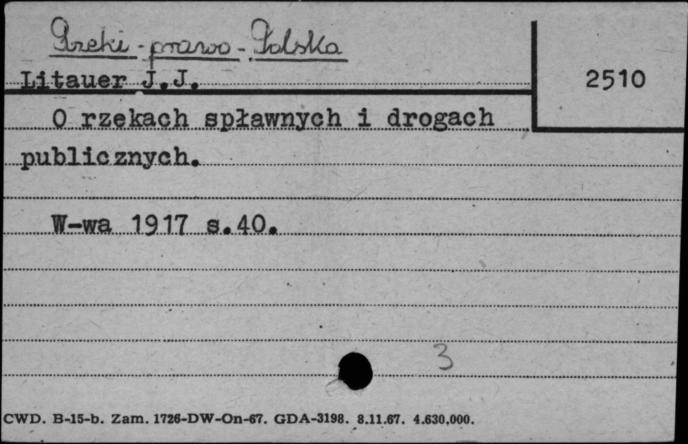 Rzeki - prawo - Polska
Litauer J.J.
2510
O rzekach spławnych i drogach
publicznych.
W-wa 1917 s.40.
3
CWD. B-15-b. Zam. 1726-DW-On-67. GDA-3198. 8.11.67. 4.630,000.